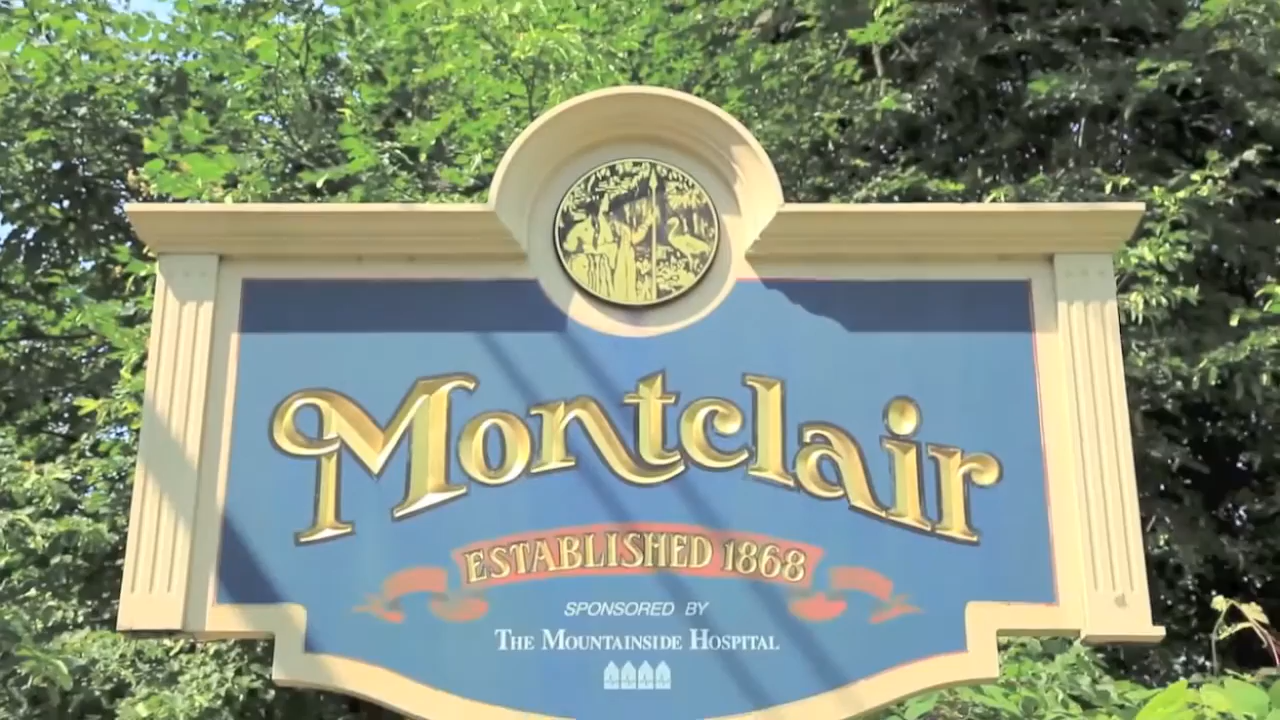 Montclair
ESTABLISHED 1868
SPONSORED BY
THE MOUNTAINSIDE HOSPITAL